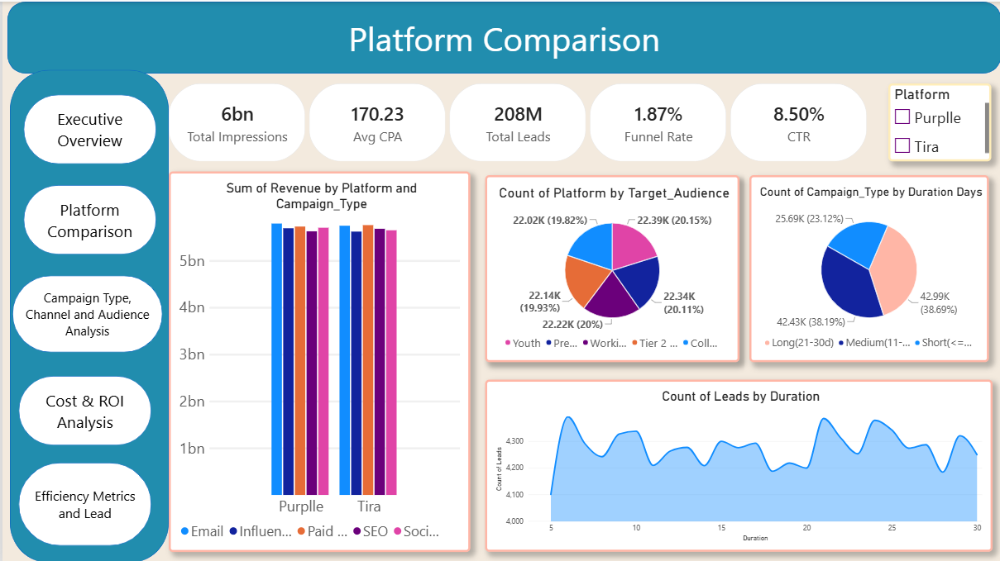 Platform Comparison
Executive
Overview
Platform
Comparison
Campaign Type,
Channel and Audience
Analysis
Cost & ROI
Analysis
Efficiency Metrics
and Lead
6bn
Total Impressions
170.23
Avg CPA
208M
Total Leads
1.87%
Funnel Rate
8.50%
CTR
Platform
Purplle
Tira
Sum of Revenue by Platform and
Campaign_Type
5bn
4bn
3bn
2bn
1bn
Purplle Tira
Email Influen... Paid ... SEO Soci...
Count of Platform by Target_Audience
22.02K (19.82%) 22.39K (20.15%)
22.14K
(19.93%)
22.34K
(20.11%)
22.22K (20%)
Youth Pre... Worki... Tier 2 ... Coll...
Count of Campaign_Type by Duration Days
25.69K (23.12%)
42.99K
(38.69%)
42.43K (38.19%)
Long(21-30d) Medium(11-... Short(<=...
Count of Leads by Duration
Count of Leads
4,300
4,200
4,100
4,000
5 10 15 20 25 30
Duration